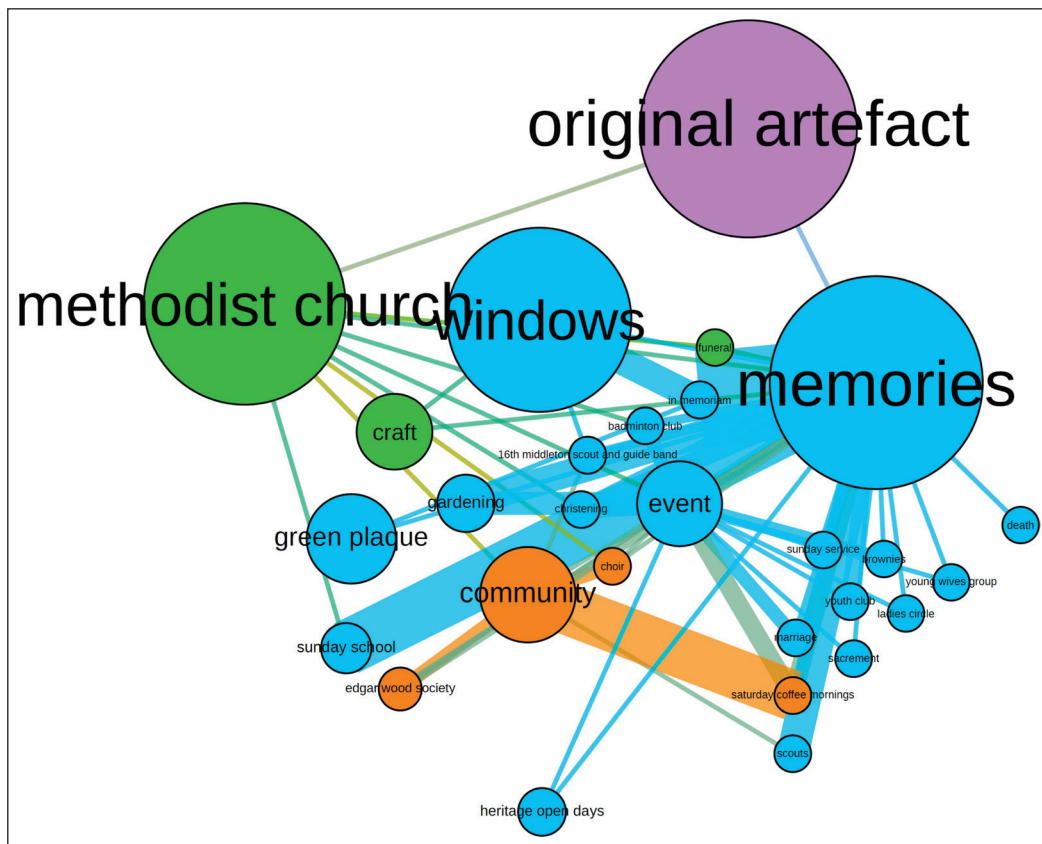 original artefact
methodist church
windows
funeral
memories
in memoriam
craft
badminton club
16th middleton scout and guide band
gardening
christening
event
death
green plaque
sunday service
brownies
choir
young wives group
community
youth club
ladies circle
sunday school
marriage
sacrement
edgar wood society
saturday coffee mornings
scouts
heritage open days